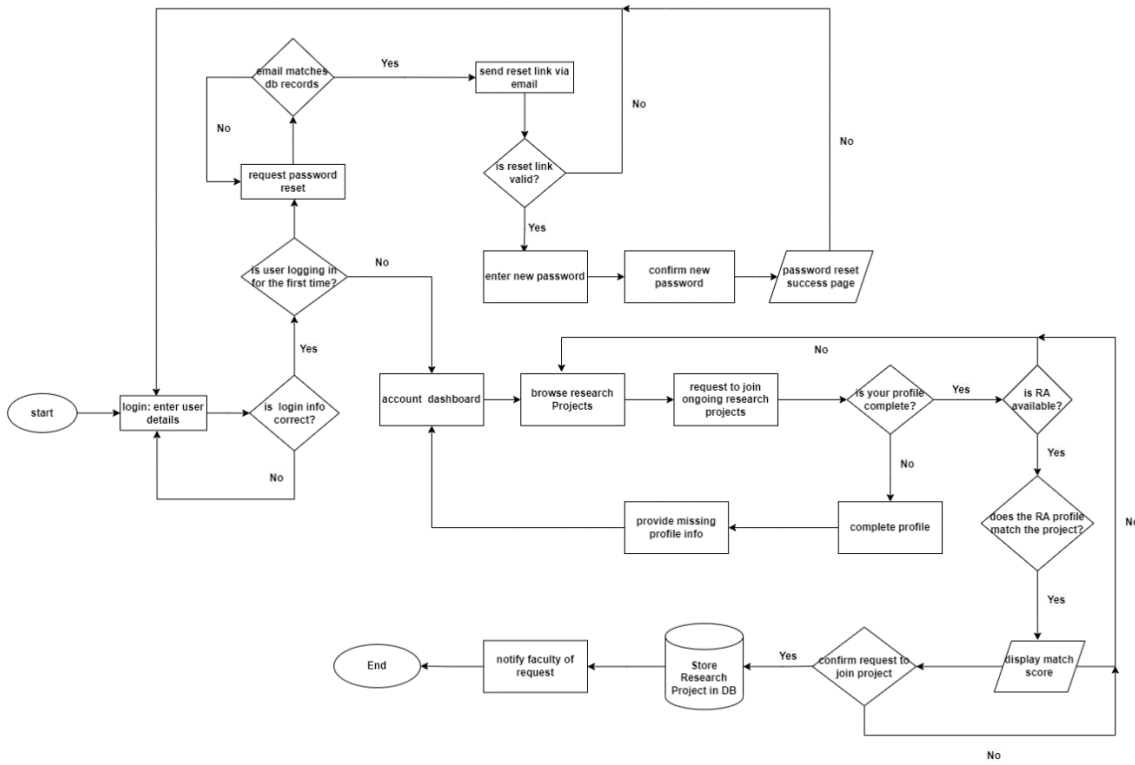 email matches
db records
Yes
send reset link via
email
No
No
No
request password
reset
is reset link
valid?
Yes
is user logging in
for the first time?
No
enter new password
confirm new
password
password reset
success page
Yes
No
No
start
login: enter user
details
is login info
correct?
account dashboard
browse research
Projects
request to join
ongoing research
projects
is your profile
complete?
Yes
is RA
available?
No
No
Yes
provide missing
profile info
complete profile
does the RA profile
match the project?
No
Yes
End
notify faculty of
request
Store
Research
Project in DB
Yes
confirm request to
join project
display match
score
No